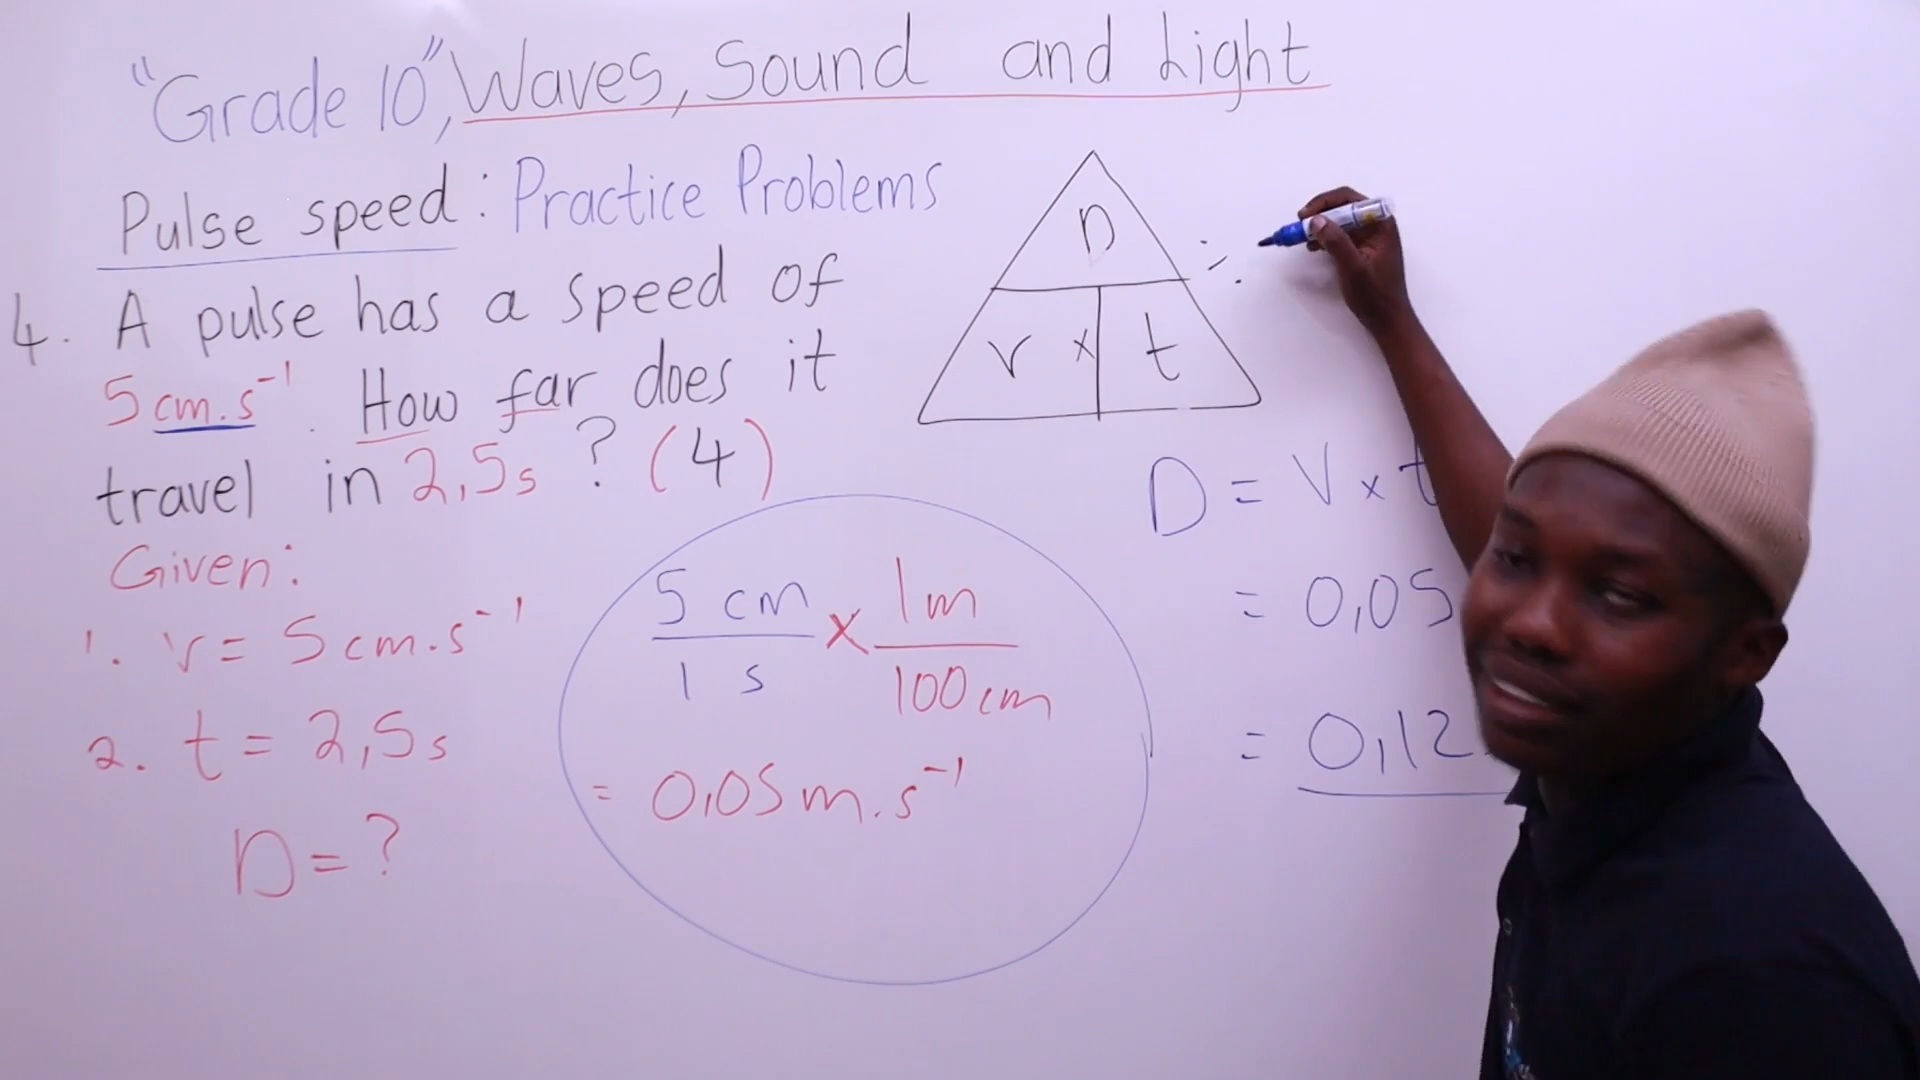 "Grade 10", Waves, Sound and Light
Pulse speed: Practice Problems
4. A pulse has a speed of
5 cm.s⁻¹. How far does it
travel in 2,5s? (4)
Given:
1. v = 5 cm.s⁻¹
2. t = 2,5s
D = ?
5 cm / 1 s × 1m / 100 cm
= 0,05 m.s⁻¹
D
v × t
÷
D = V × t
= 0,05
= 0,12